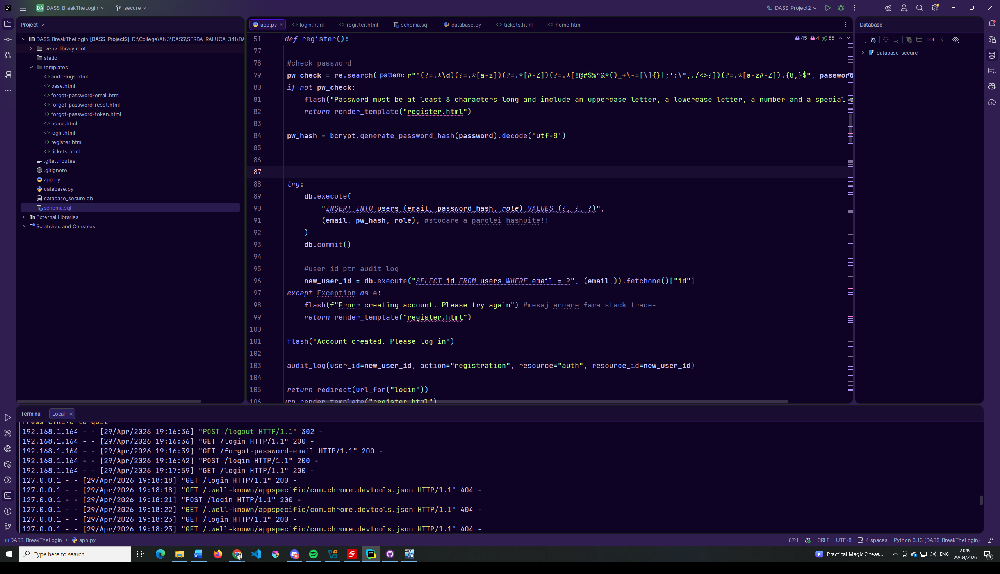 DA DASS_BreakTheLogin secure DASS_Project2
Project
DASS_BreakTheLogin [DASS_Project2] D:\College\AN3\DASS\SERBA_RALUCA_341\DA
.venv library root
static
templates
audit-logs.html
base.html
forgot-password-email.html
forgot-password-reset.html
forgot-password-token.html
home.html
login.html
register.html
tickets.html
.gitattributes
.gitignore
app.py
database.py
database_secure.db
schema.sql
External Libraries
Scratches and Consoles
app.py login.html register.html schema.sql database.py tickets.html home.html
51 def register():
45 4 55
77
78 #check password
79 pw_check = re.search( pattern: r"^(?=.*\d)(?=.*[a-z])(?=.*[A-Z])(?=.*[!@#$%^&*()_+\-=[\]{}|;':\",./<>?])(?=.*[a-zA-Z]).{8,}$", password
80 if not pw_check:
81 flash("Password must be at least 8 characters long and include an uppercase letter, a lowercase letter, a number and a special
82 return render_template("register.html")
83
84 pw_hash = bcrypt.generate_password_hash(password).decode('utf-8')
85
86
87
88 try:
89 db.execute(
90 "INSERT INTO users (email, password_hash, role) VALUES (?, ?, ?)",
91 (email, pw_hash, role), #stocare a parolei hashuite!!
92 )
93 db.commit()
94
95 #user id ptr audit log
96 new_user_id = db.execute("SELECT id FROM users WHERE email = ?", (email,)).fetchone()["id"]
97 except Exception as e:
98 flash(f"Erorr creating account. Please try again") #mesaj eroare fara stack trace-
99 return render_template("register.html")
100
101 flash("Account created. Please log in")
102
103 audit_log(user_id=new_user_id, action="registration", resource="auth", resource_id=new_user_id)
104
105 return redirect(url_for("login"))
106 urn render_template("register.html")
Database
DDL
database_secure
Terminal Local
Press CTRL+C to quit
192.168.1.164 - - [29/Apr/2026 19:16:36] "POST /logout HTTP/1.1" 302 -
192.168.1.164 - - [29/Apr/2026 19:16:36] "GET /login HTTP/1.1" 200 -
192.168.1.164 - - [29/Apr/2026 19:16:39] "GET /forgot-password-email HTTP/1.1" 200 -
192.168.1.164 - - [29/Apr/2026 19:16:42] "POST /login HTTP/1.1" 200 -
192.168.1.164 - - [29/Apr/2026 19:17:59] "GET /login HTTP/1.1" 200 -
127.0.0.1 - - [29/Apr/2026 19:18:18] "GET /login HTTP/1.1" 200 -
127.0.0.1 - - [29/Apr/2026 19:18:18] "GET /.well-known/appspecific/com.chrome.devtools.json HTTP/1.1" 404 -
127.0.0.1 - - [29/Apr/2026 19:18:21] "POST /login HTTP/1.1" 200 -
127.0.0.1 - - [29/Apr/2026 19:18:22] "GET /.well-known/appspecific/com.chrome.devtools.json HTTP/1.1" 404 -
127.0.0.1 - - [29/Apr/2026 19:18:23] "GET /login HTTP/1.1" 200 -
127.0.0.1 - - [29/Apr/2026 19:18:23] "GET /.well-known/appspecific/com.chrome.devtools.json HTTP/1.1" 404 -
DASS_BreakTheLogin app.py 87:1 CRLF UTF-8 4 spaces Python 3.13 (DASS_BreakTheLogin)
Type here to search
Practical Magic 2 teas... ENG
21:49
29/04/2026
5